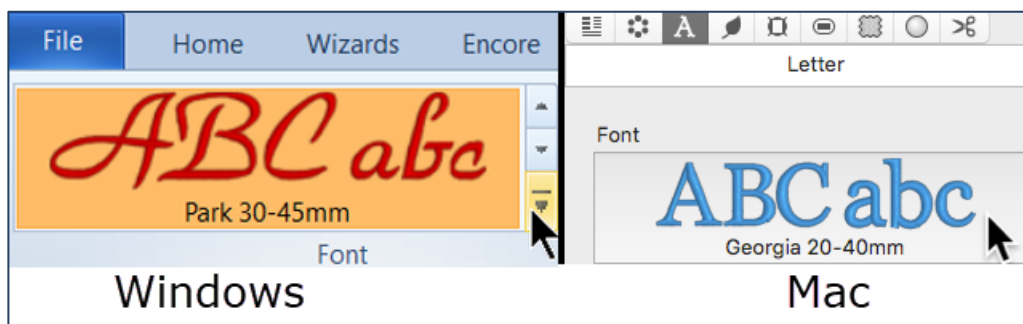 File Home Wizards Encore
ABC abc
Park 30-45mm
Font
Windows
A
Letter
Font
ABC abc
Georgia 20-40mm
Mac